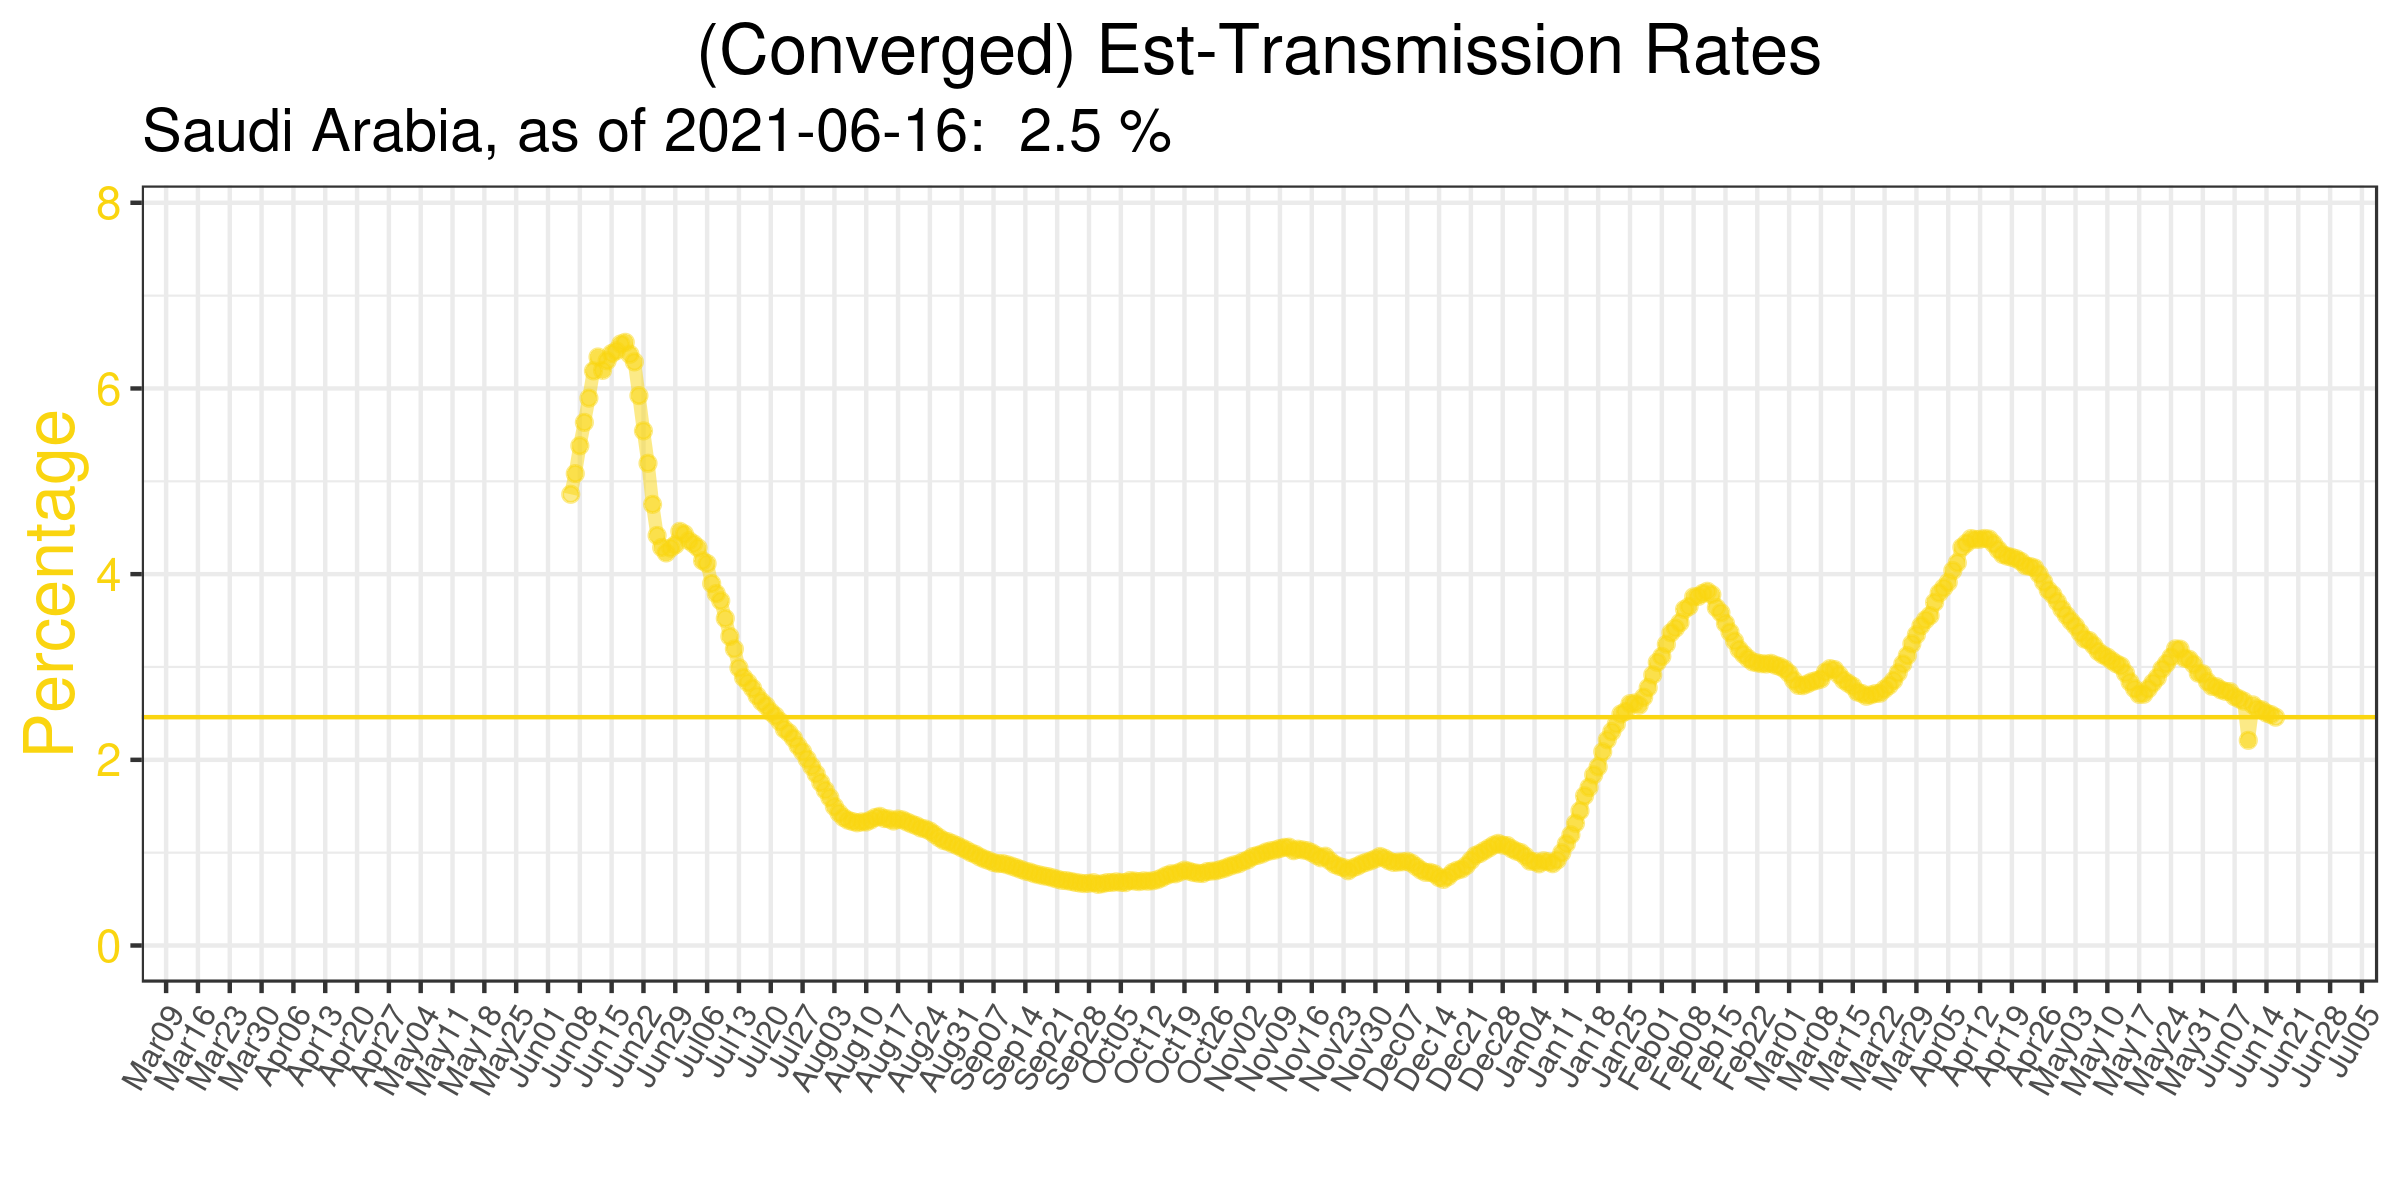 (Converged) Est-Transmission Rates
Saudi Arabia, as of 2021-06-16:  2.5 %
Percentage
8
6
4
2
0
Mar09 Mar16 Mar23 Mar30 Apr06 Apr13 Apr20 Apr27 May04 May11 May18 May25 Jun01 Jun08 Jun15 Jun22 Jun29 Jul06 Jul13 Jul20 Jul27 Aug03 Aug10 Aug17 Aug24 Aug31 Sep07 Sep14 Sep21 Sep28 Oct05 Oct12 Oct19 Oct26 Nov02 Nov09 Nov16 Nov23 Nov30 Dec07 Dec14 Dec21 Dec28 Jan04 Jan11 Jan18 Jan25 Feb01 Feb08 Feb15 Feb22 Mar01 Mar08 Mar15 Mar22 Mar29 Apr05 Apr12 Apr19 Apr26 May03 May10 May17 May24 May31 Jun07 Jun14 Jun21 Jun28 Jul05